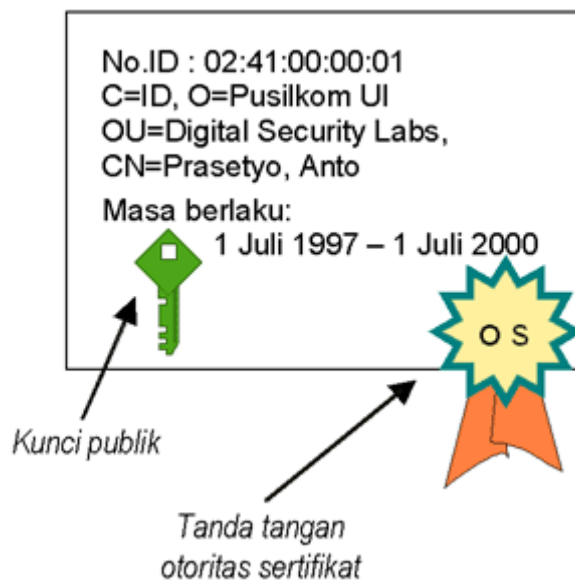 No.ID : 02:41:00:00:01
C=ID, O=Pusilkom UI
OU=Digital Security Labs,
CN=Prasetyo, Anto
Masa berlaku:
1 Juli 1997 – 1 Juli 2000
O S
Kunci publik
Tanda tangan
otoritas sertifikat